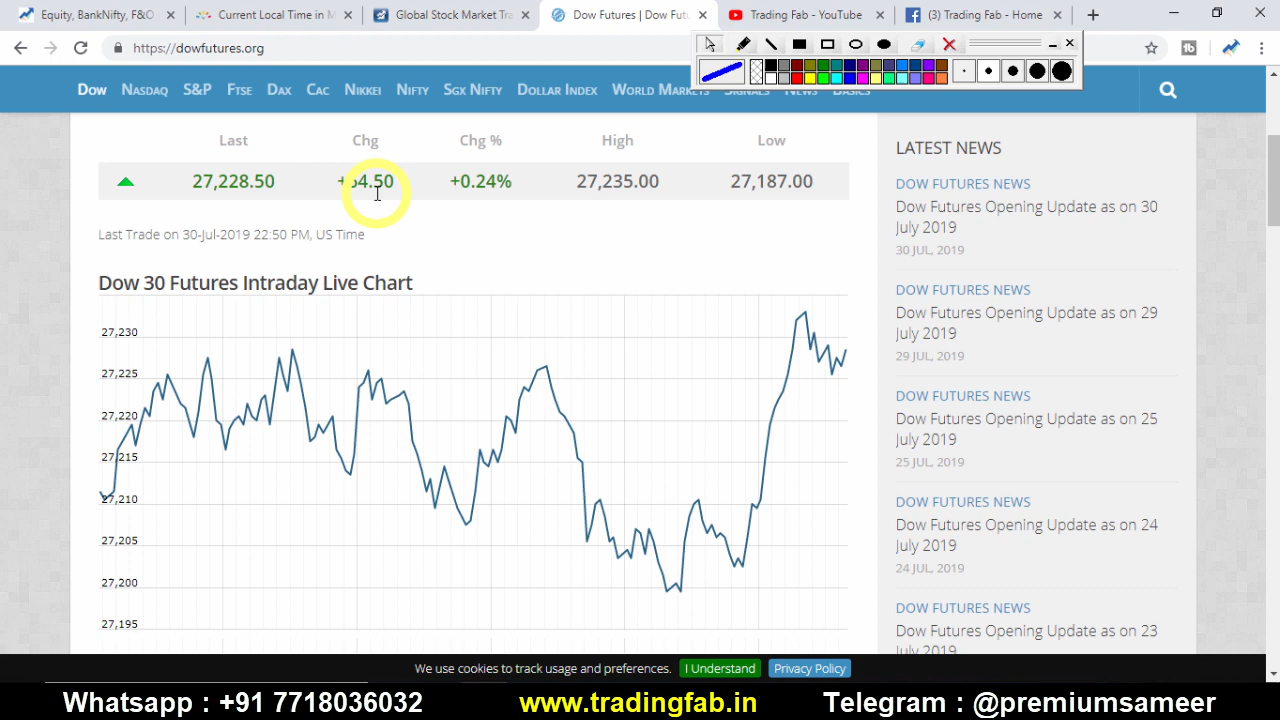 Equity, BankNifty, F&O
Current Local Time in M
Global Stock Market Tra
Dow Futures | Dow Futu
Trading Fab - YouTube
(3) Trading Fab - Home
https://dowfutures.org
DOW NASDAQ S&P FTSE DAX CAC NIKKEI NIFTY SGX NIFTY DOLLAR INDEX WORLD MARKETS SIGNALS NEWS BASICS
Last Chg Chg % High Low
27,228.50 +64.50 +0.24% 27,235.00 27,187.00
Last Trade on 30-Jul-2019 22:50 PM, US Time
Dow 30 Futures Intraday Live Chart
27,230
27,225
27,220
27,215
27,210
27,205
27,200
27,195
LATEST NEWS
DOW FUTURES NEWS
Dow Futures Opening Update as on 30
July 2019
30 JUL, 2019
DOW FUTURES NEWS
Dow Futures Opening Update as on 29
July 2019
29 JUL, 2019
DOW FUTURES NEWS
Dow Futures Opening Update as on 25
July 2019
25 JUL, 2019
DOW FUTURES NEWS
Dow Futures Opening Update as on 24
July 2019
24 JUL, 2019
DOW FUTURES NEWS
Dow Futures Opening Update as on 23
July 2019
We use cookies to track usage and preferences. I Understand Privacy Policy
Whatsapp : +91 7718036032 www.tradingfab.in Telegram : @premiumsameer